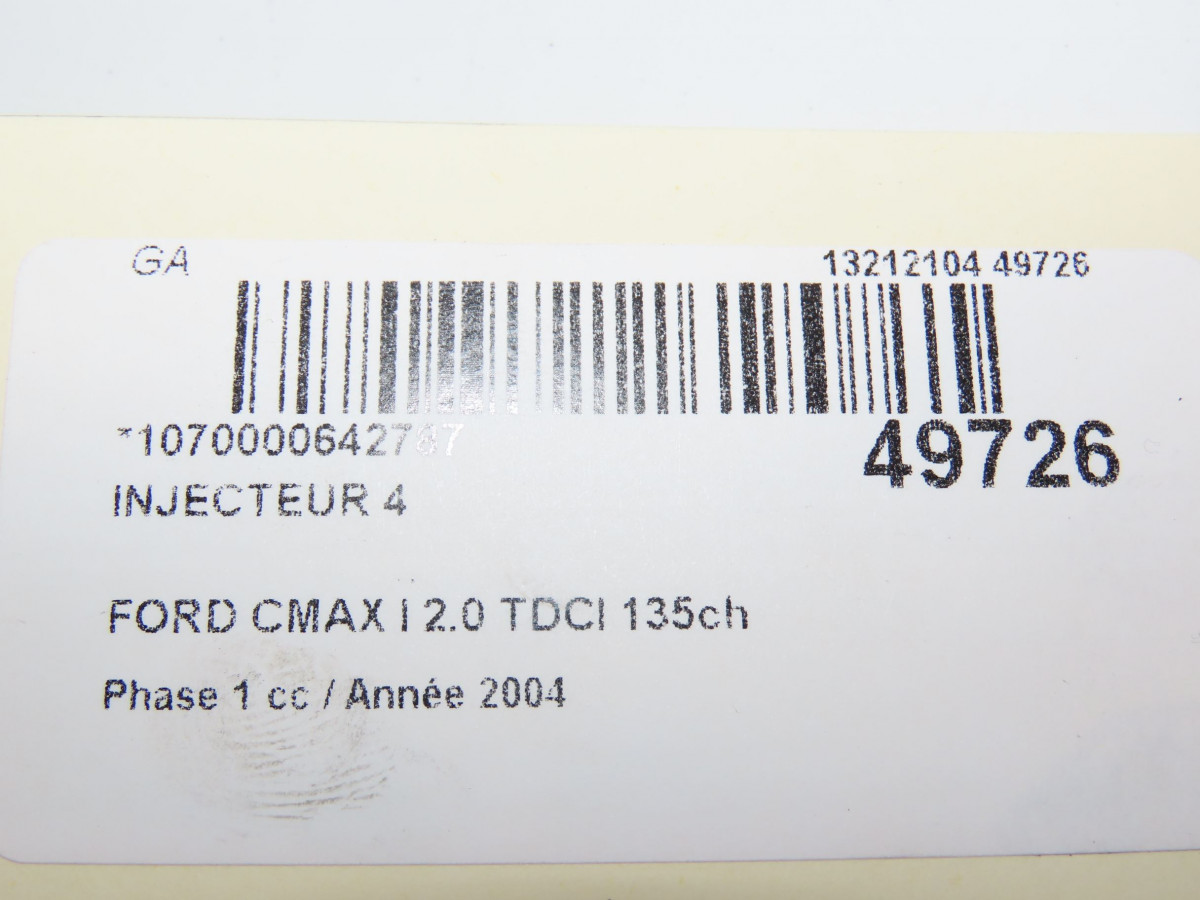 GA
13212104 49726
*1070000642787
49726
INJECTEUR 4
FORD CMAX I 2.0 TDCI 135ch
Phase 1 cc / Année 2004